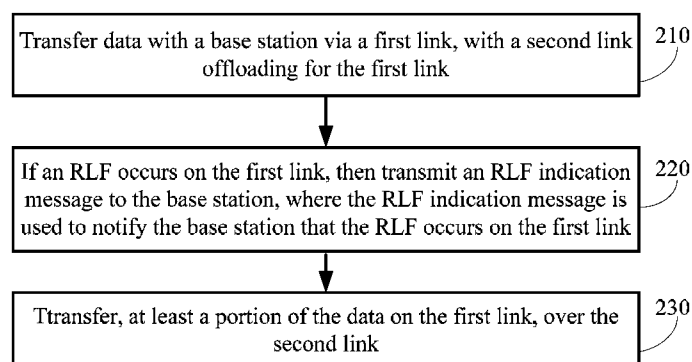 Transfer data with a base station via a first link, with a second link
offloading for the first link
210
If an RLF occurs on the first link, then transmit an RLF indication
message to the base station, where the RLF indication message is
used to notify the base station that the RLF occurs on the first link
220
Ttransfer, at least a portion of the data on the first link, over the
second link
230